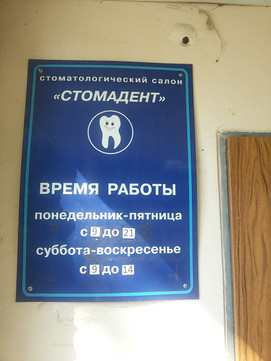 стоматологический салон
«СТОМАДЕНТ»
ВРЕМЯ РАБОТЫ
понедельник-пятница
с 9 до 21
суббота-воскресенье
с 9 до 14